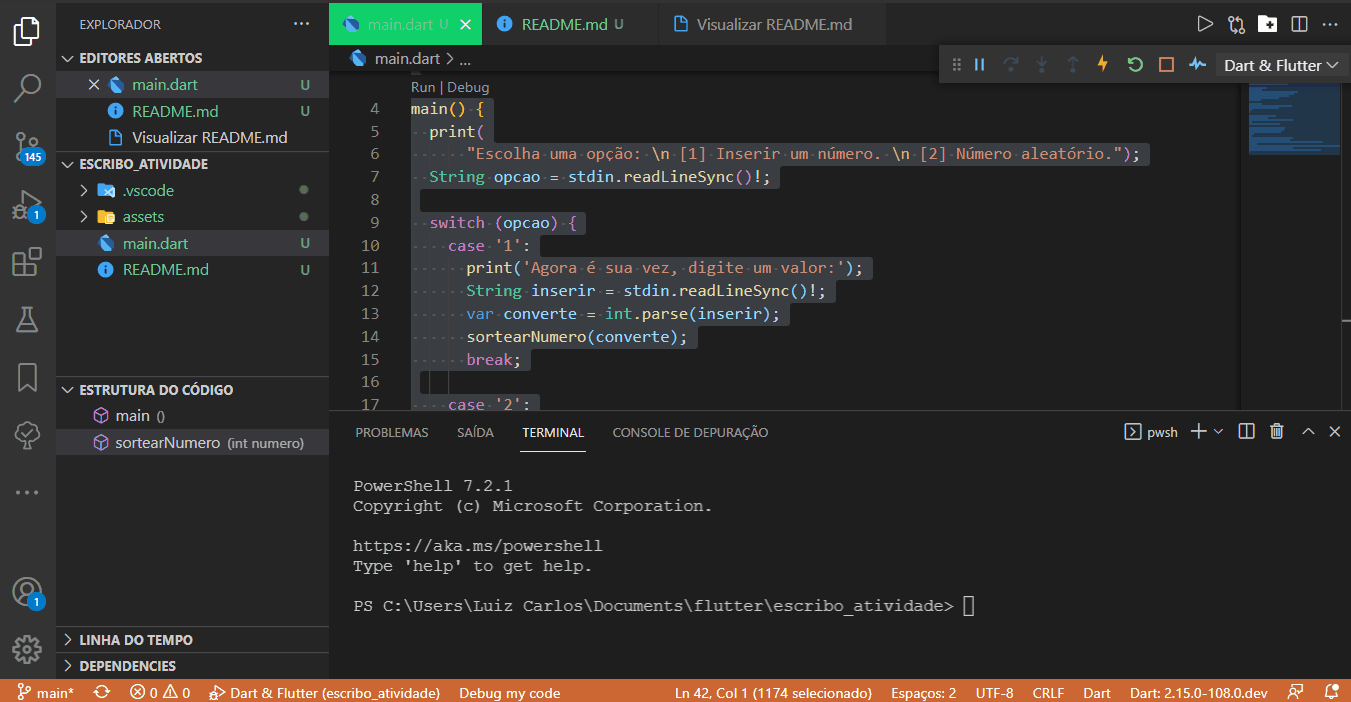 EXPLORADOR
EDITORES ABERTOS
main.dart U
README.md U
Visualizar README.md
ESCRIBO_ATIVIDADE
.vscode
assets
main.dart U
README.md U
ESTRUTURA DO CÓDIGO
main ()
sortearNumero (int numero)
LINHA DO TEMPO
DEPENDENCIES
145
1
1
main.dart U
README.md U
Visualizar README.md
main.dart > ...
Dart & Flutter
Run | Debug
4 main() {
5 print(
6 "Escolha uma opção: \n [1] Inserir um número. \n [2] Número aleatório.");
7 String opcao = stdin.readLineSync()!;
8
9 switch (opcao) {
10 case '1':
11 print('Agora é sua vez, digite um valor:');
12 String inserir = stdin.readLineSync()!;
13 var converte = int.parse(inserir);
14 sortearNumero(converte);
15 break;
16
17 case '2':
PROBLEMAS SAÍDA TERMINAL CONSOLE DE DEPURAÇÃO
pwsh
PowerShell 7.2.1
Copyright (c) Microsoft Corporation.
https://aka.ms/powershell
Type 'help' to get help.
PS C:\Users\Luiz Carlos\Documents\flutter\escribo_atividade>
main* 0 0 Dart & Flutter (escribo_atividade) Debug my code Ln 42, Col 1 (1174 selecionado) Espaços: 2 UTF-8 CRLF Dart Dart: 2.15.0-108.0.dev